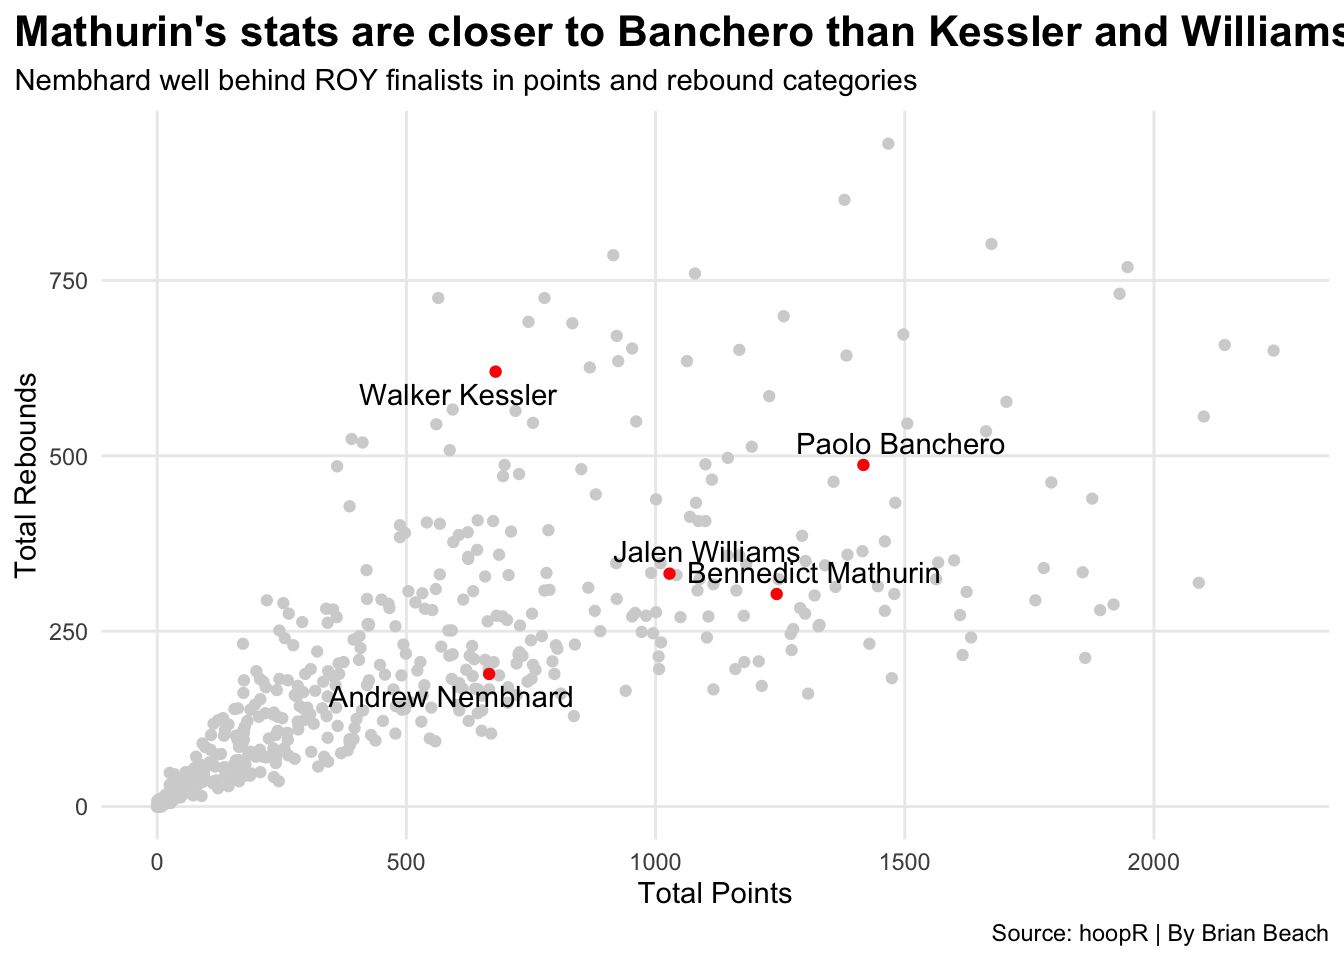 Mathurin's stats are closer to Banchero than Kessler and Williams
Nembhard well behind ROY finalists in points and rebound categories
Total Rebounds
750
500
250
0
Walker Kessler
Paolo Banchero
Jalen Williams
Bennedict Mathurin
Andrew Nembhard
0
500
1000
1500
2000
Total Points
Source: hoopR | By Brian Beach